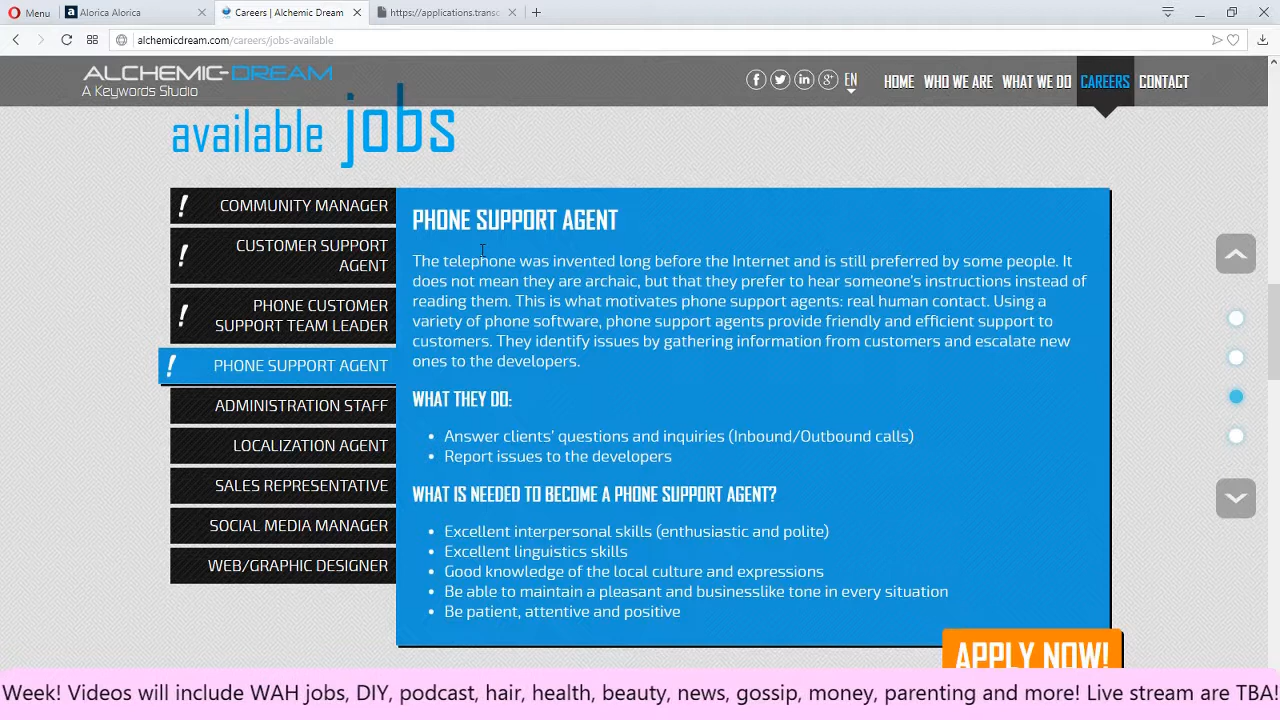 Menu
Alorica Alorica
Careers | Alchemic Dream
https://applications.transc
alchemicdream.com/careers/jobs-available
ALCHEMIC-DREAM
A Keywords Studio
EN
HOME
WHO WE ARE
WHAT WE DO
CAREERS
CONTACT
available jobs
! COMMUNITY MANAGER
! CUSTOMER SUPPORT
AGENT
! PHONE CUSTOMER
SUPPORT TEAM LEADER
! PHONE SUPPORT AGENT
ADMINISTRATION STAFF
LOCALIZATION AGENT
SALES REPRESENTATIVE
SOCIAL MEDIA MANAGER
WEB/GRAPHIC DESIGNER
PHONE SUPPORT AGENT
The telephone was invented long before the Internet and is still preferred by some people. It
does not mean they are archaic, but that they prefer to hear someone's instructions instead of
reading them. This is what motivates phone support agents: real human contact. Using a
variety of phone software, phone support agents provide friendly and efficient support to
customers. They identify issues by gathering information from customers and escalate new
ones to the developers.
WHAT THEY DO:
• Answer clients' questions and inquiries (Inbound/Outbound calls)
• Report issues to the developers
WHAT IS NEEDED TO BECOME A PHONE SUPPORT AGENT?
• Excellent interpersonal skills (enthusiastic and polite)
• Excellent linguistics skills
• Good knowledge of the local culture and expressions
• Be able to maintain a pleasant and businesslike tone in every situation
• Be patient, attentive and positive
APPLY NOW!
Week! Videos will include WAH jobs, DIY, podcast, hair, health, beauty, news, gossip, money, parenting and more! Live stream are TBA!